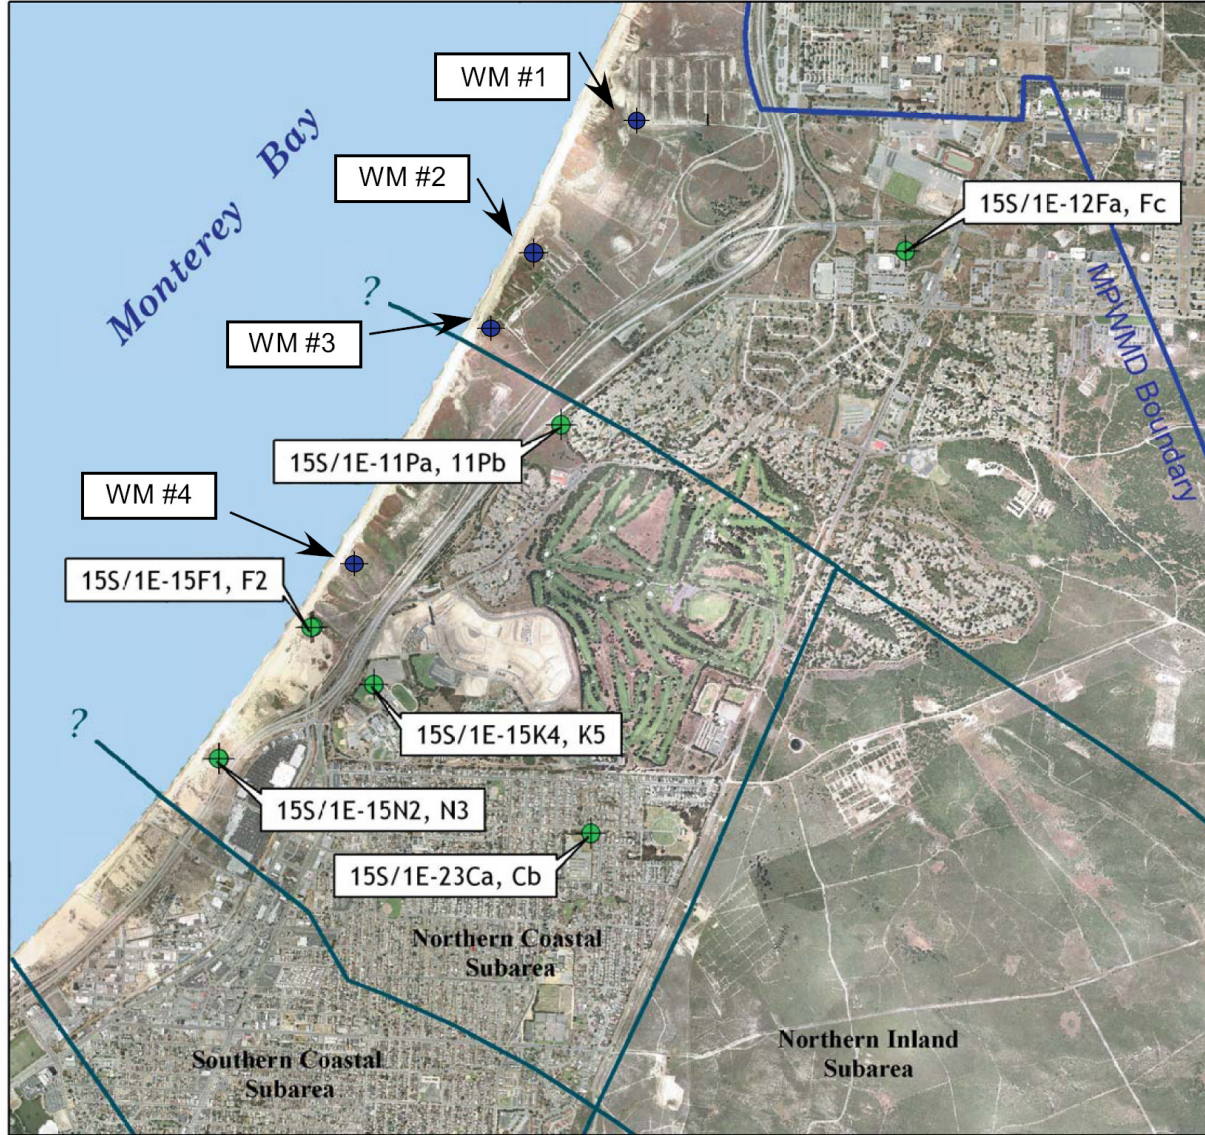 WM #1
Monterey Bay
WM #2
15S/1E-12Fa, Fc
?
MPWMD Boundary
WM #3
15S/1E-11Pa, 11Pb
WM #4
15S/1E-15F1, F2
?
15S/1E-15K4, K5
15S/1E-15N2, N3
15S/1E-23Ca, Cb
Northern Coastal
Subarea
Northern Inland
Subarea
Southern Coastal
Subarea